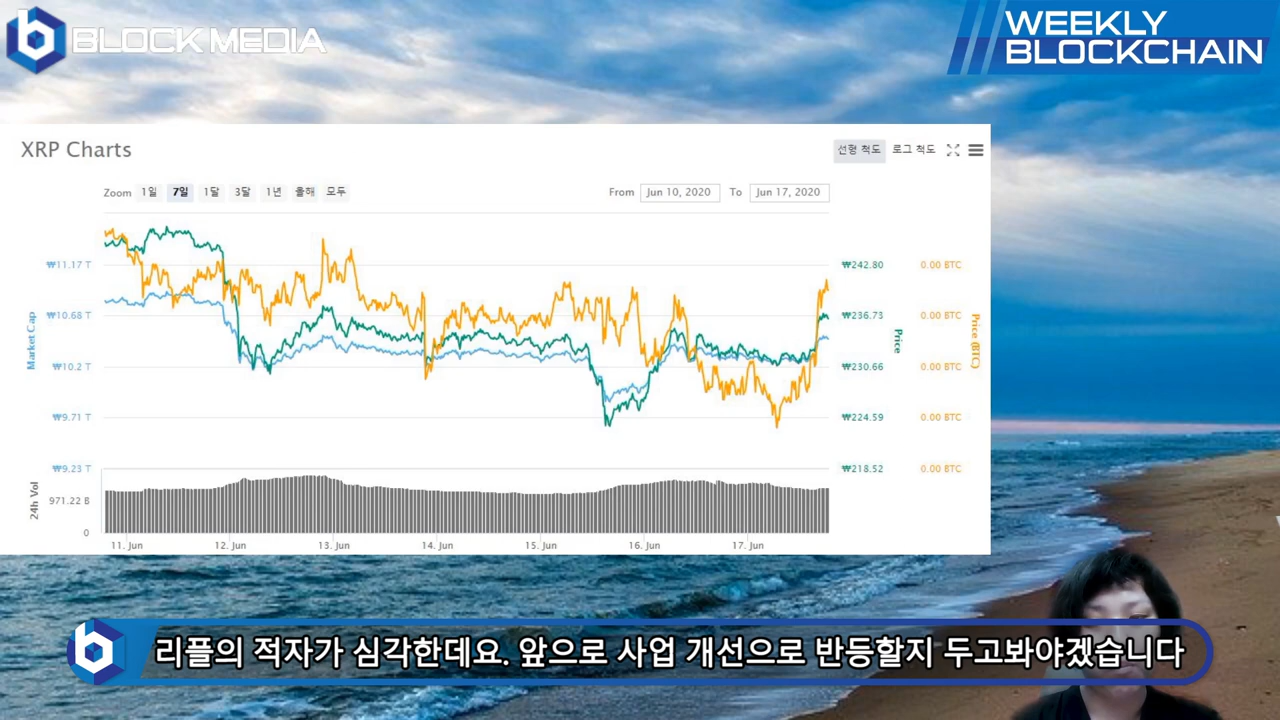 BLOCK MEDIA
WEEKLY
BLOCKCHAIN
XRP Charts
선형 척도 로그 척도
Zoom 1일 7일 1달 3달 1년 올해 모두
From Jun 10, 2020 To Jun 17, 2020
₩11.17 T ₩242.80 0.00 BTC
₩10.68 T ₩236.73 0.00 BTC
₩10.2 T ₩230.66 0.00 BTC
₩9.71 T ₩224.59 0.00 BTC
₩9.23 T ₩218.52 0.00 BTC
Market Cap
Price
Price (BTC)
24h Vol
971.22 B
0
11. Jun 12. Jun 13. Jun 14. Jun 15. Jun 16. Jun 17. Jun
리플의 적자가 심각한데요. 앞으로 사업 개선으로 반등할지 두고봐야겠습니다